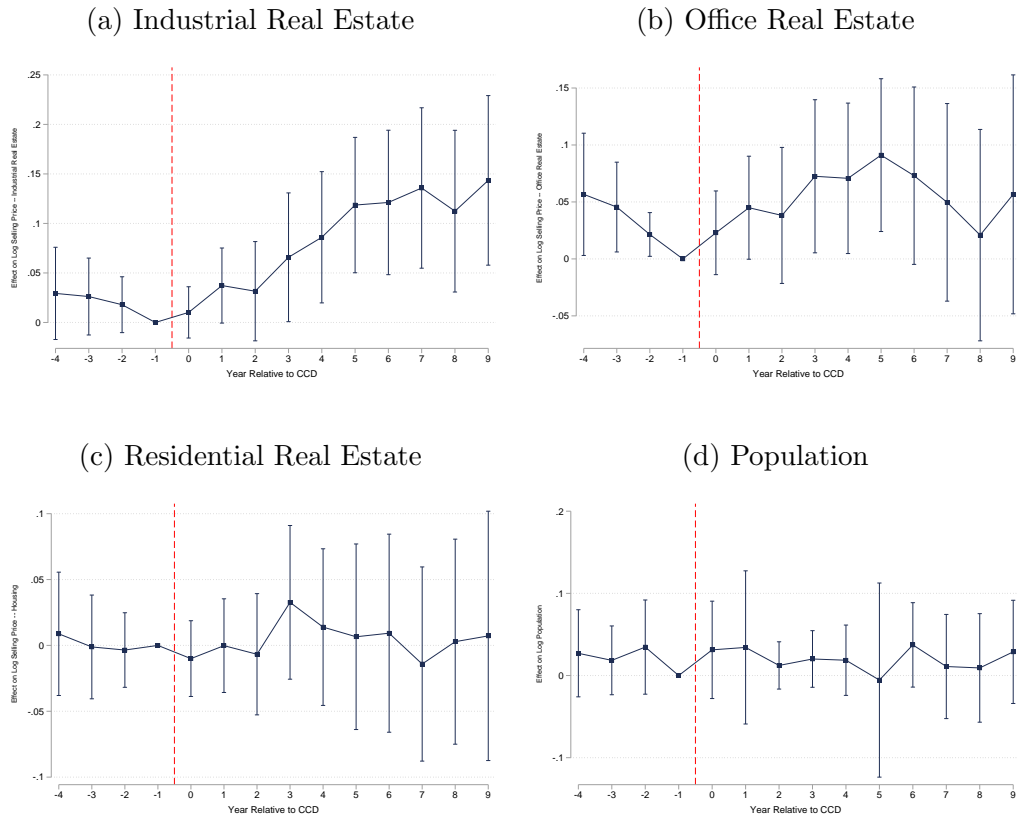 (a) Industrial Real Estate
Effect on Log Selling Price – Industrial Real Estate
.25
.2
.15
.1
.05
0
-4 -3 -2 -1 0 1 2 3 4 5 6 7 8 9
Year Relative to CCD
(b) Office Real Estate
Effect on Log Selling Price – Office Real Estate
.15
.1
.05
0
-.05
-4 -3 -2 -1 0 1 2 3 4 5 6 7 8 9
Year Relative to CCD
(c) Residential Real Estate
Effect on Log Selling Price -- Housing
.1
.05
0
-.05
-.1
-4 -3 -2 -1 0 1 2 3 4 5 6 7 8 9
Year Relative to CCD
(d) Population
Effect on Log Population
.2
.1
0
-.1
-4 -3 -2 -1 0 1 2 3 4 5 6 7 8 9
Year Relative to CCD